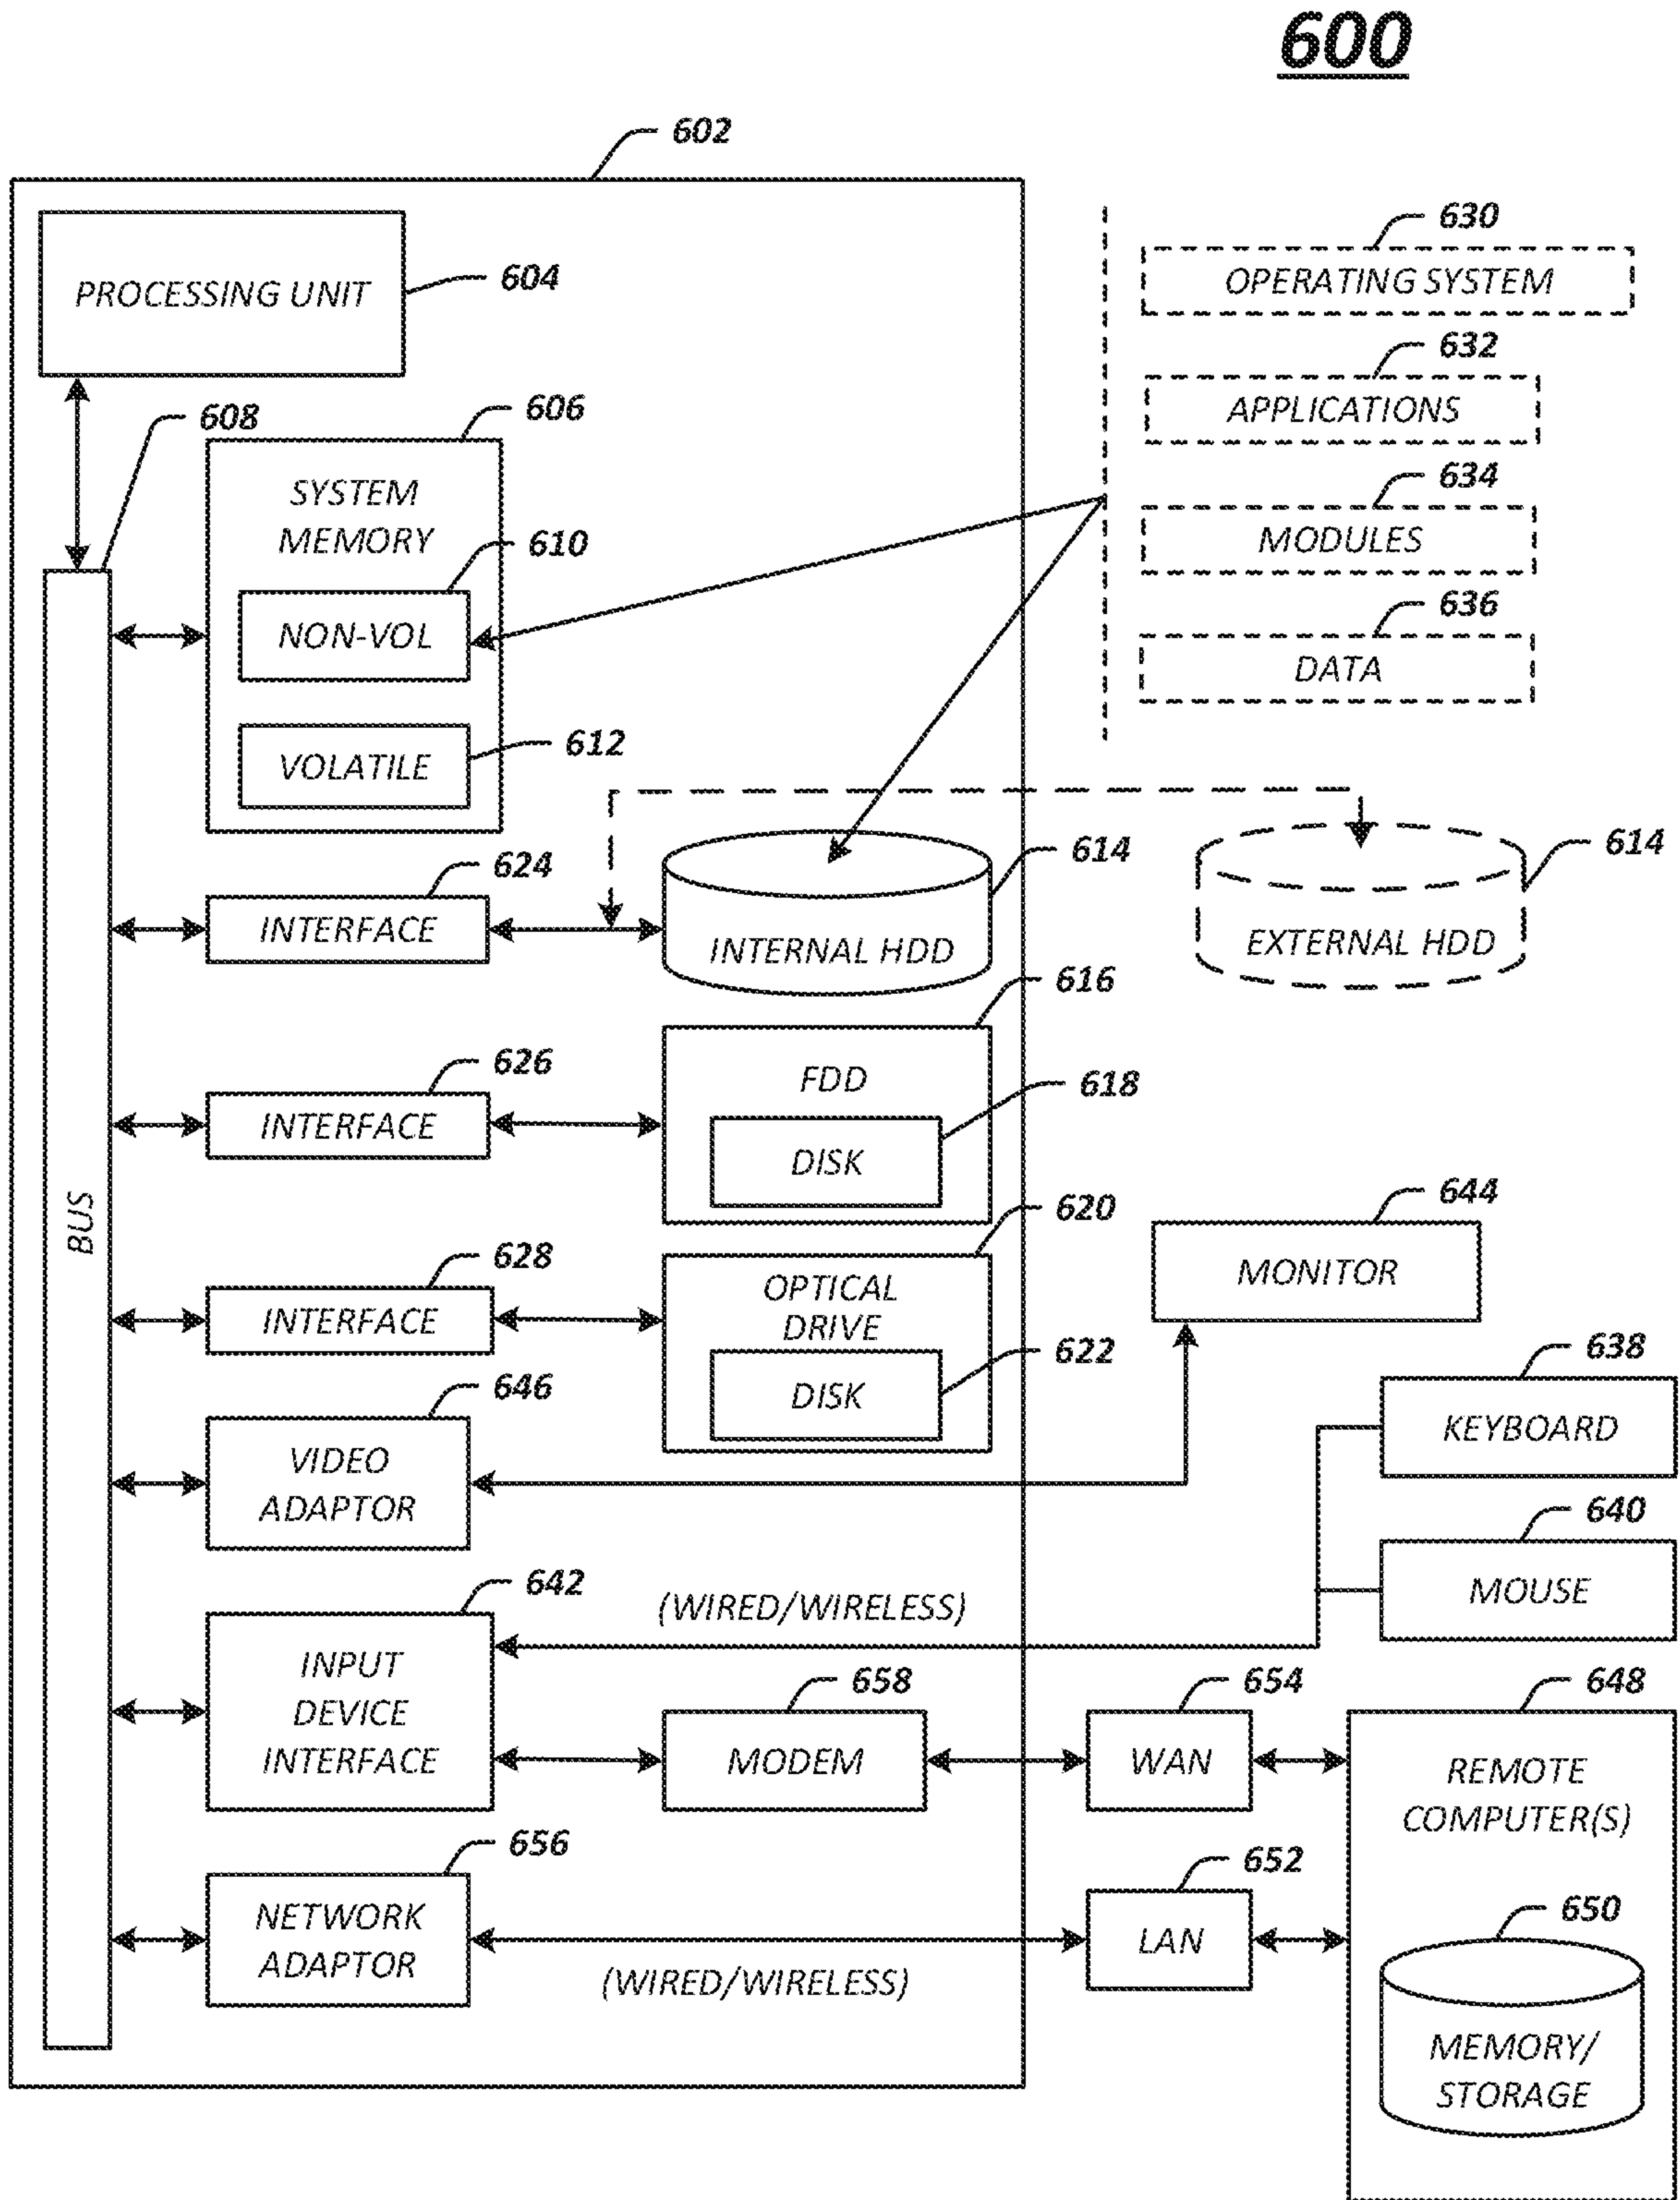 600
602
PROCESSING UNIT
604
630
OPERATING SYSTEM
632
APPLICATIONS
634
MODULES
636
DATA
608
606
SYSTEM
MEMORY
610
NON-VOL
612
VOLATILE
BUS
624
INTERFACE
614
INTERNAL HDD
614
EXTERNAL HDD
626
INTERFACE
616
FDD
618
DISK
628
INTERFACE
620
OPTICAL
DRIVE
622
DISK
644
MONITOR
646
VIDEO
ADAPTOR
638
KEYBOARD
640
MOUSE
642
INPUT
DEVICE
INTERFACE
(WIRED/WIRELESS)
658
MODEM
654
WAN
648
REMOTE
COMPUTER(S)
656
NETWORK
ADAPTOR
(WIRED/WIRELESS)
652
LAN
650
MEMORY/
STORAGE